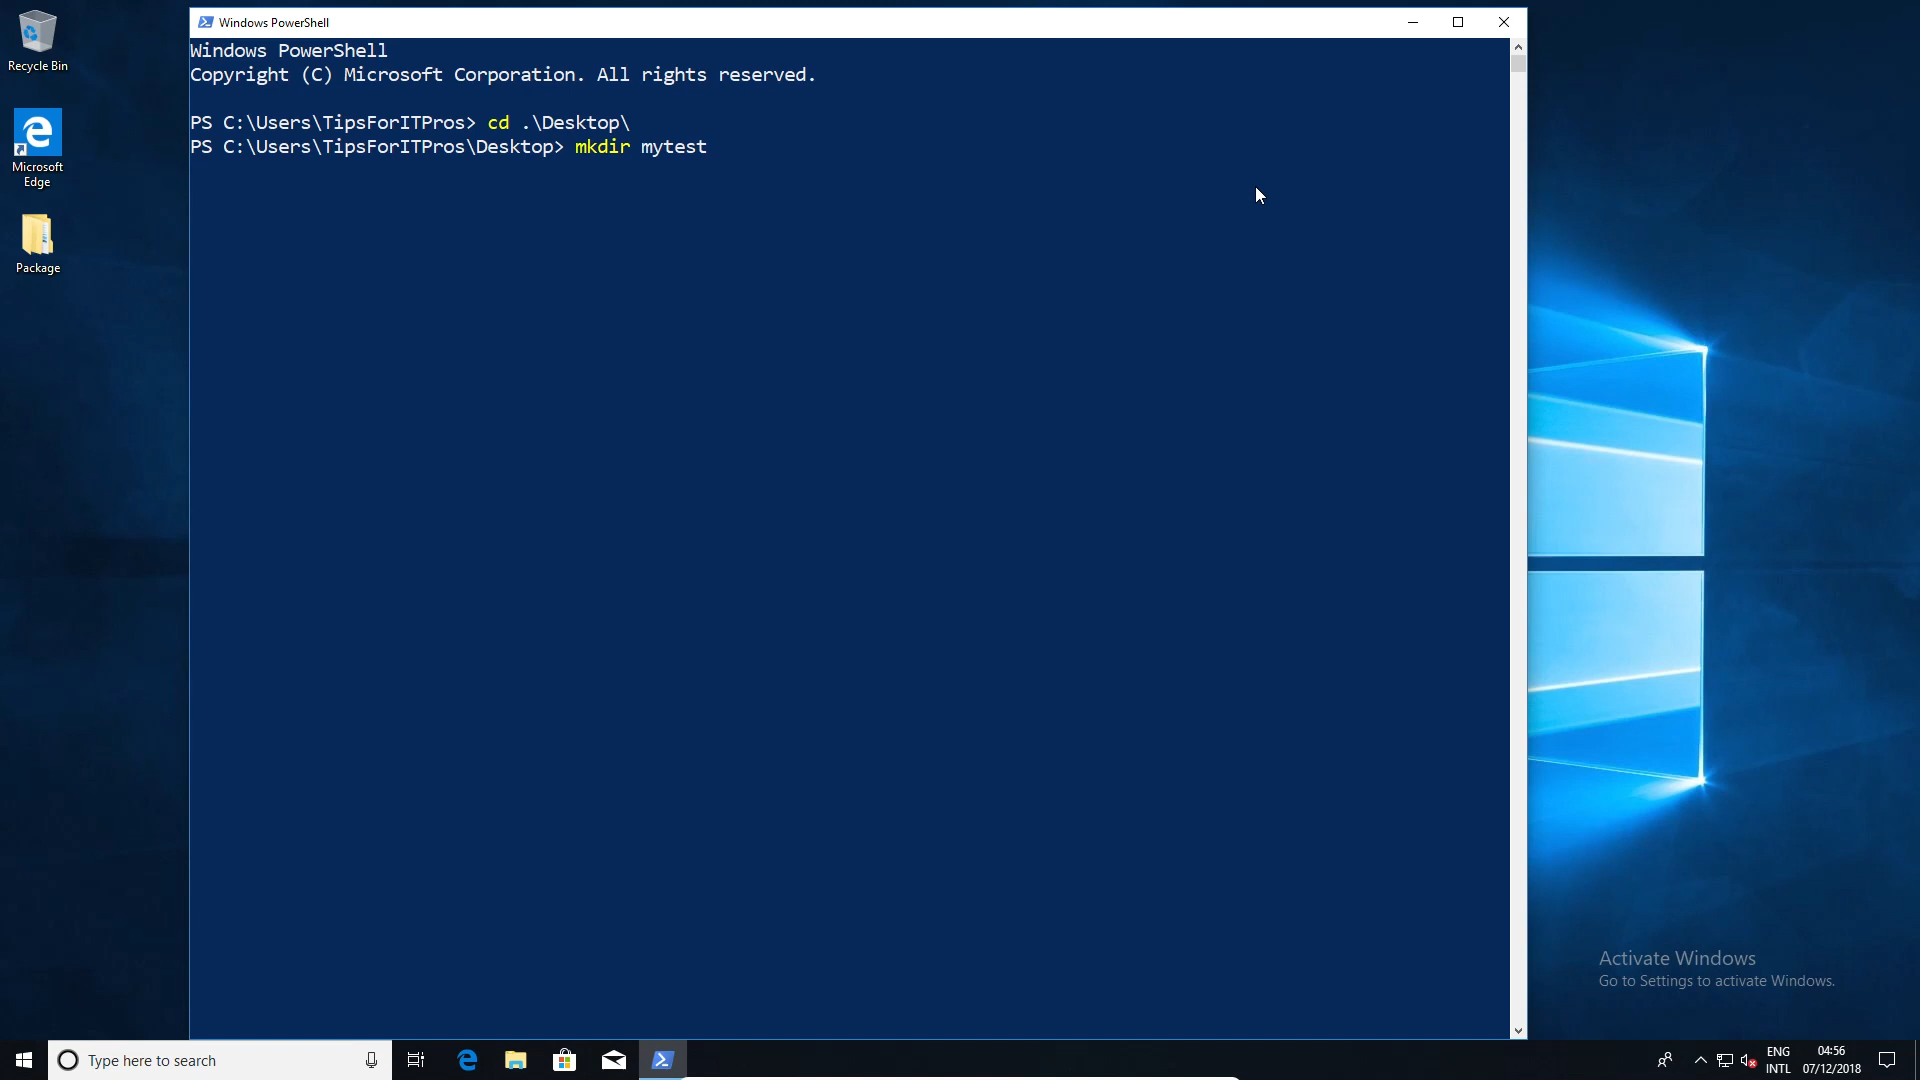 Recycle Bin
Microsoft
Edge
Package
Windows PowerShell
Windows PowerShell
Copyright (C) Microsoft Corporation. All rights reserved.
PS C:\Users\TipsForITPros> cd .\Desktop\
PS C:\Users\TipsForITPros\Desktop> mkdir mytest
Activate Windows
Go to Settings to activate Windows.
Type here to search
ENG
INTL
04:56
07/12/2018